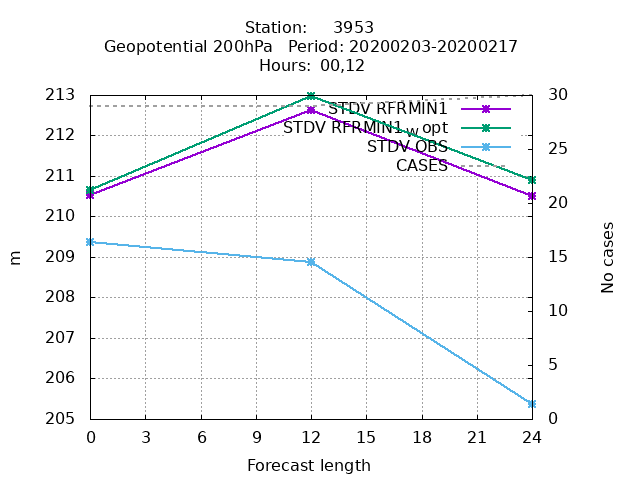 Station: 3953
Geopotential 200hPa Period: 20200203-20200217
Hours: 00,12
213
212
211
210
209
208
207
206
205
m
30
25
20
15
10
5
0
No cases
STDV RFRMIN1
STDV RFRMIN1wopt
STDV OBS
CASES
0 3 6 9 12 15 18 21 24
Forecast length